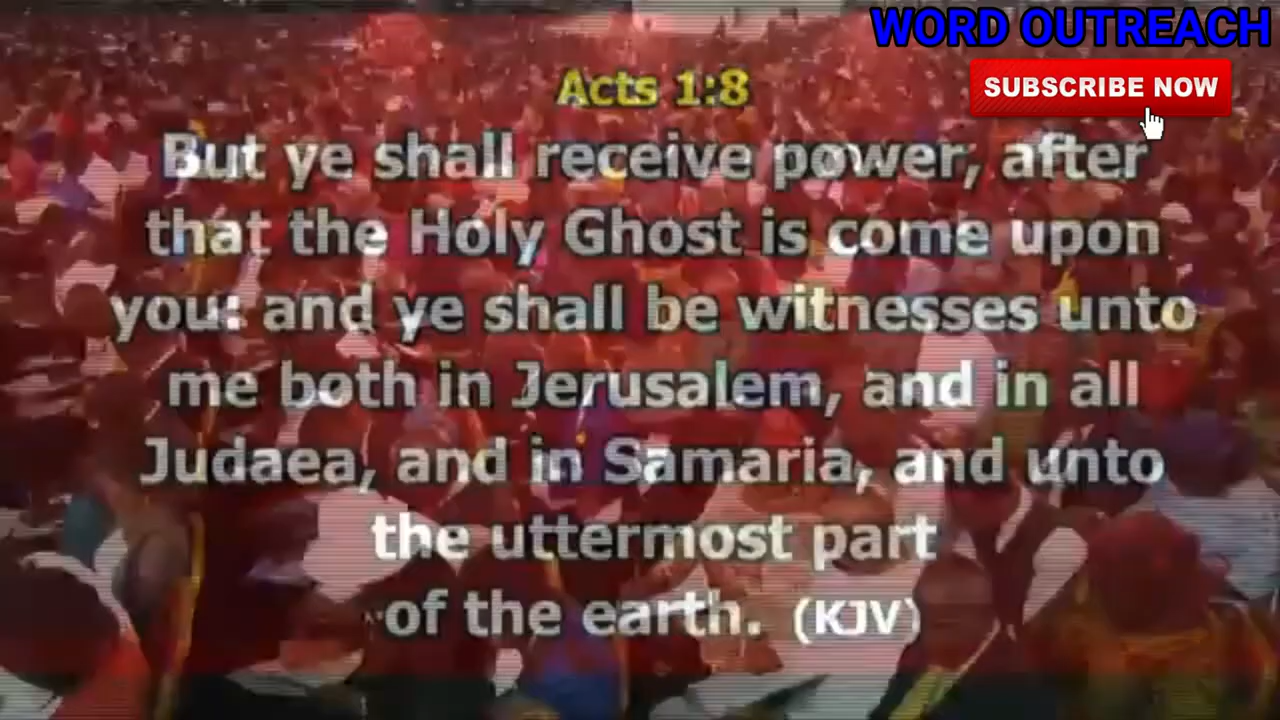 WORD OUTREACH
SUBSCRIBE NOW
Acts 1:8
But ye shall receive power, after
that the Holy Ghost is come upon
you: and ye shall be witnesses unto
me both in Jerusalem, and in all
Judaea, and in Samaria, and unto
the uttermost part
of the earth. (KJV)